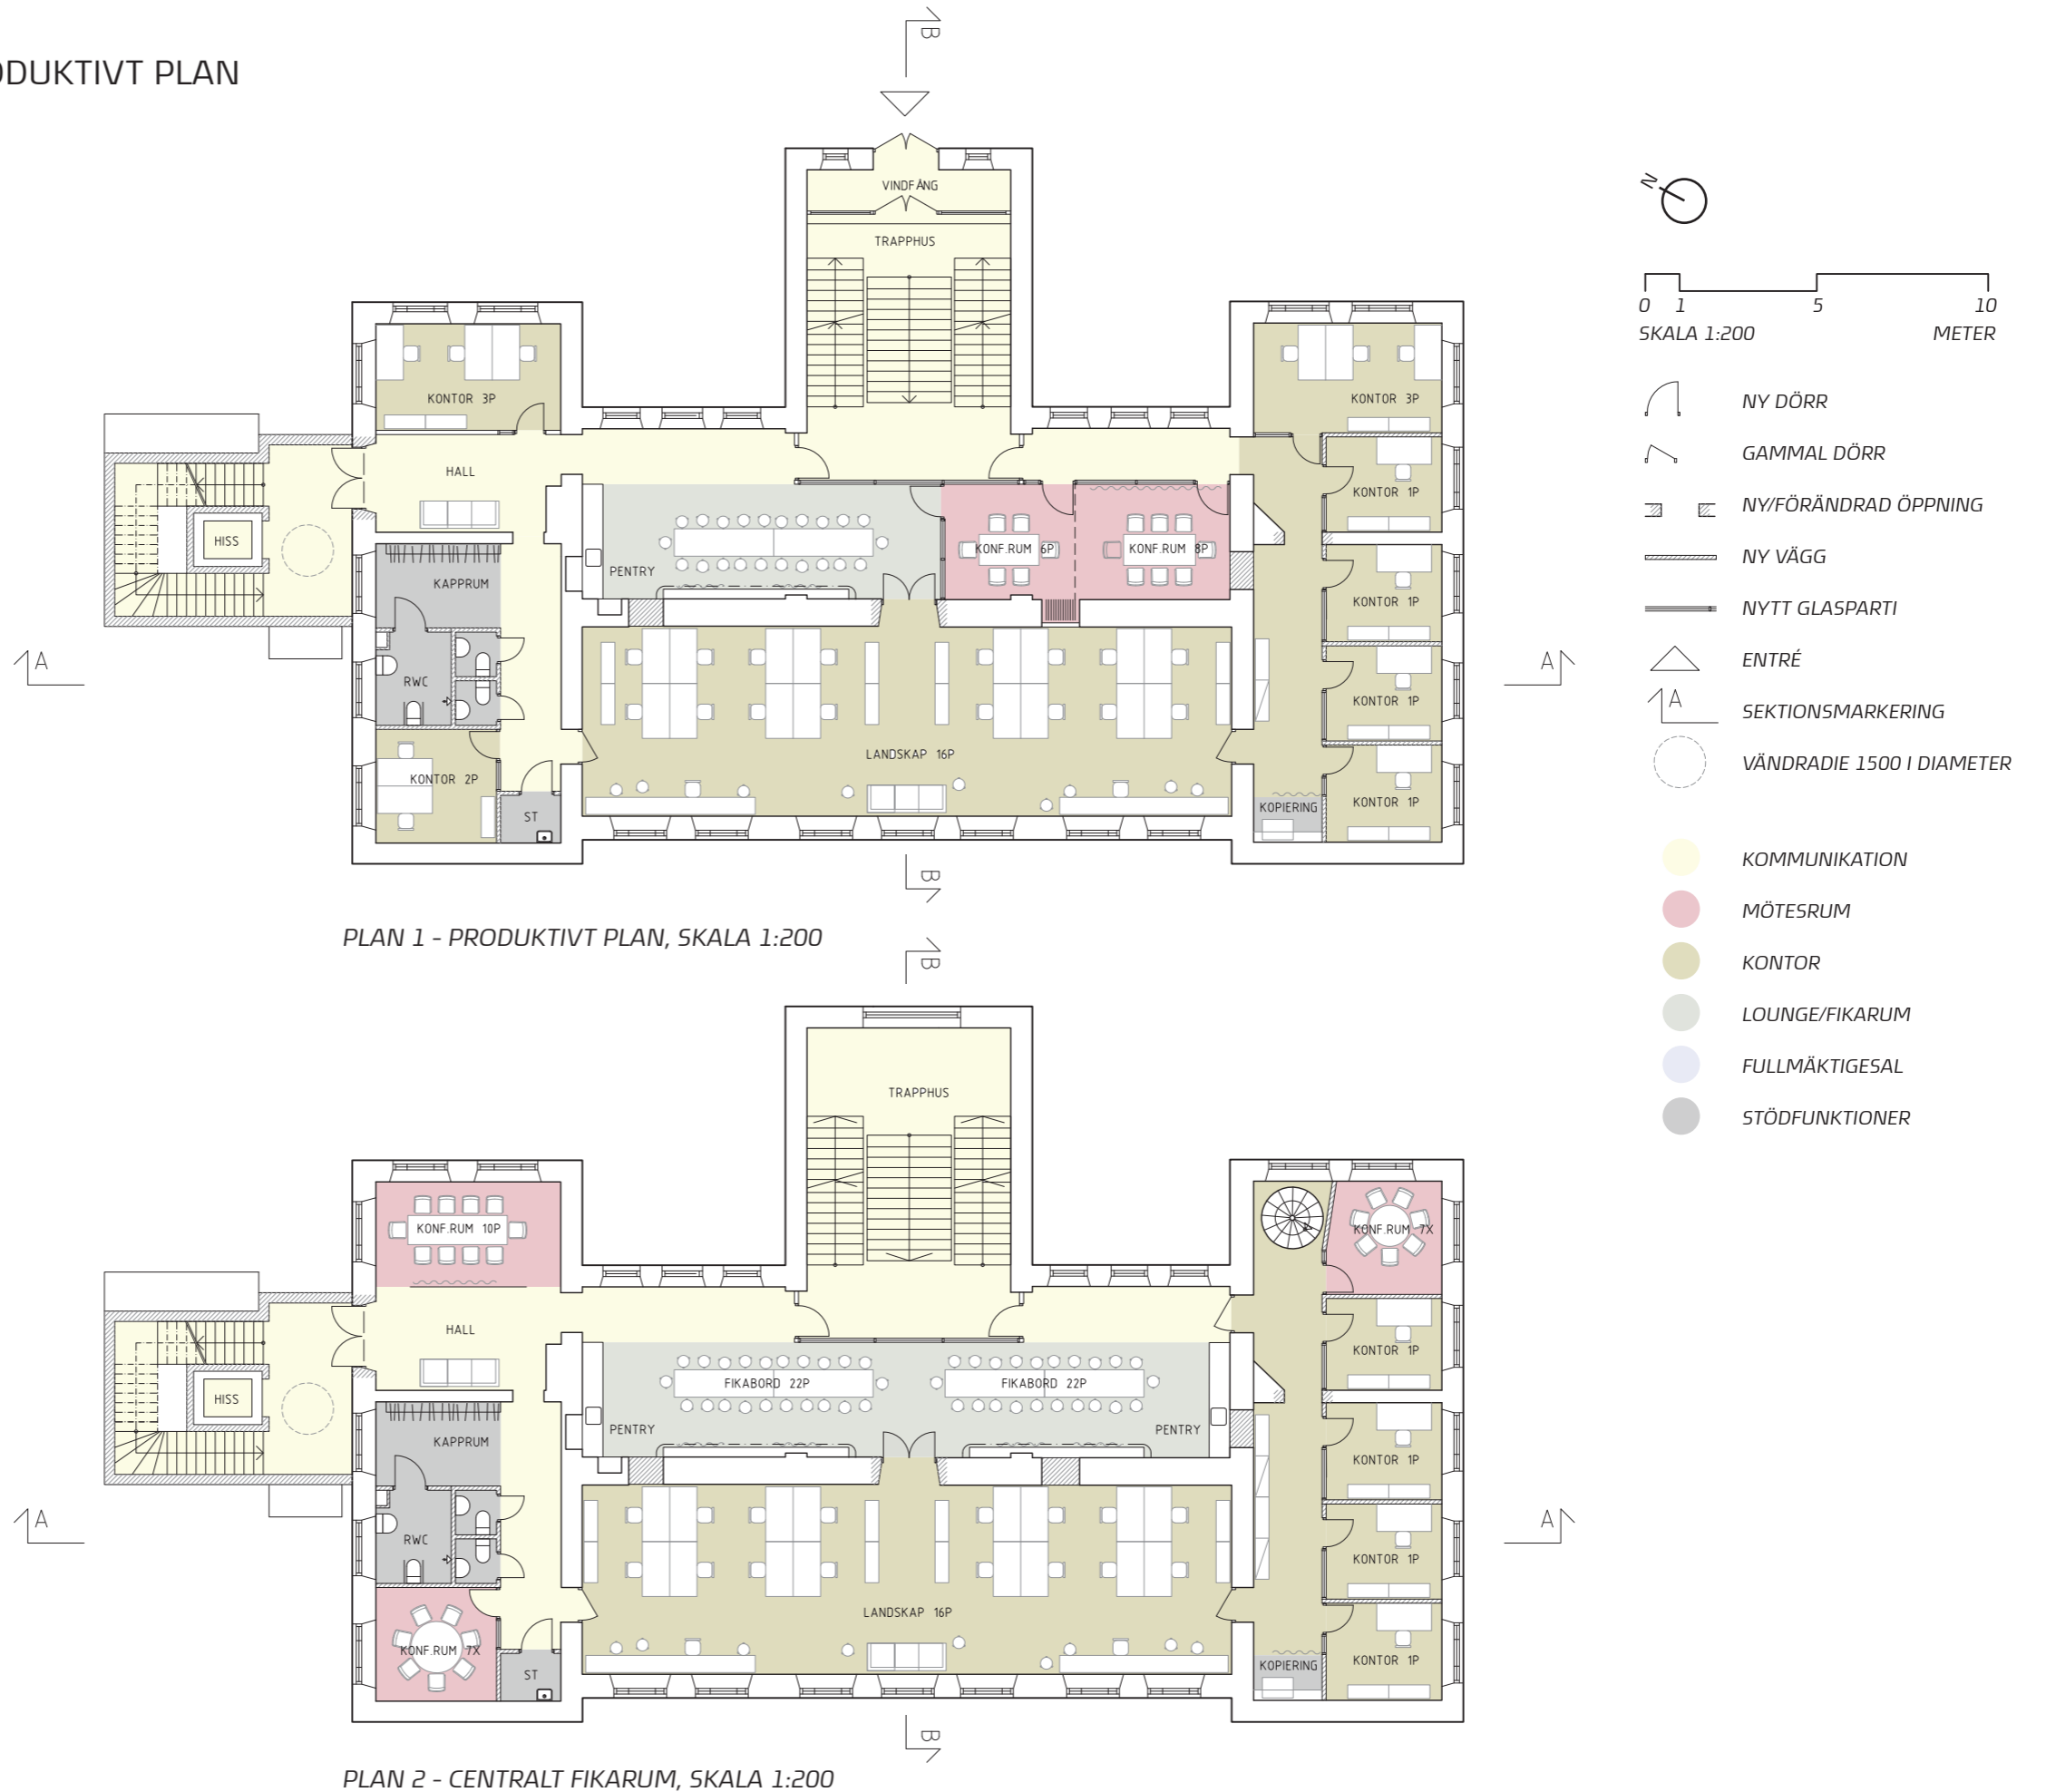 ODUKTIVT PLAN
B
VINDFÅNG
TRAPPHUS
KONTOR 3P
HALL
HISS
KAPPRUM
RWC
KONTOR 2P
ST
PENTRY
KONF.RUM 6P
KONF.RUM 8P
LANDSKAP 16P
KONTOR 3P
KONTOR 1P
KONTOR 1P
KONTOR 1P
KONTOR 1P
KOPIERING
A
A
B
PLAN 1 - PRODUKTIVT PLAN, SKALA 1:200
B
TRAPPHUS
KONF.RUM 10P
HALL
HISS
KAPPRUM
RWC
KONF.RUM 7X
ST
FIKABORD 22P
FIKABORD 22P
PENTRY
PENTRY
LANDSKAP 16P
KONF.RUM 7X
KONTOR 1P
KONTOR 1P
KONTOR 1P
KONTOR 1P
KOPIERING
A
A
B
PLAN 2 - CENTRALT FIKARUM, SKALA 1:200
N
0 1 5 10
SKALA 1:200 METER
NY DÖRR
GAMMAL DÖRR
NY/FÖRÄNDRAD ÖPPNING
NY VÄGG
NYTT GLASPARTI
ENTRÉ
A
SEKTIONSMARKERING
VÄNDRADIE 1500 I DIAMETER
KOMMUNIKATION
MÖTESRUM
KONTOR
LOUNGE/FIKARUM
FULLMÄKTIGESAL
STÖDFUNKTIONER